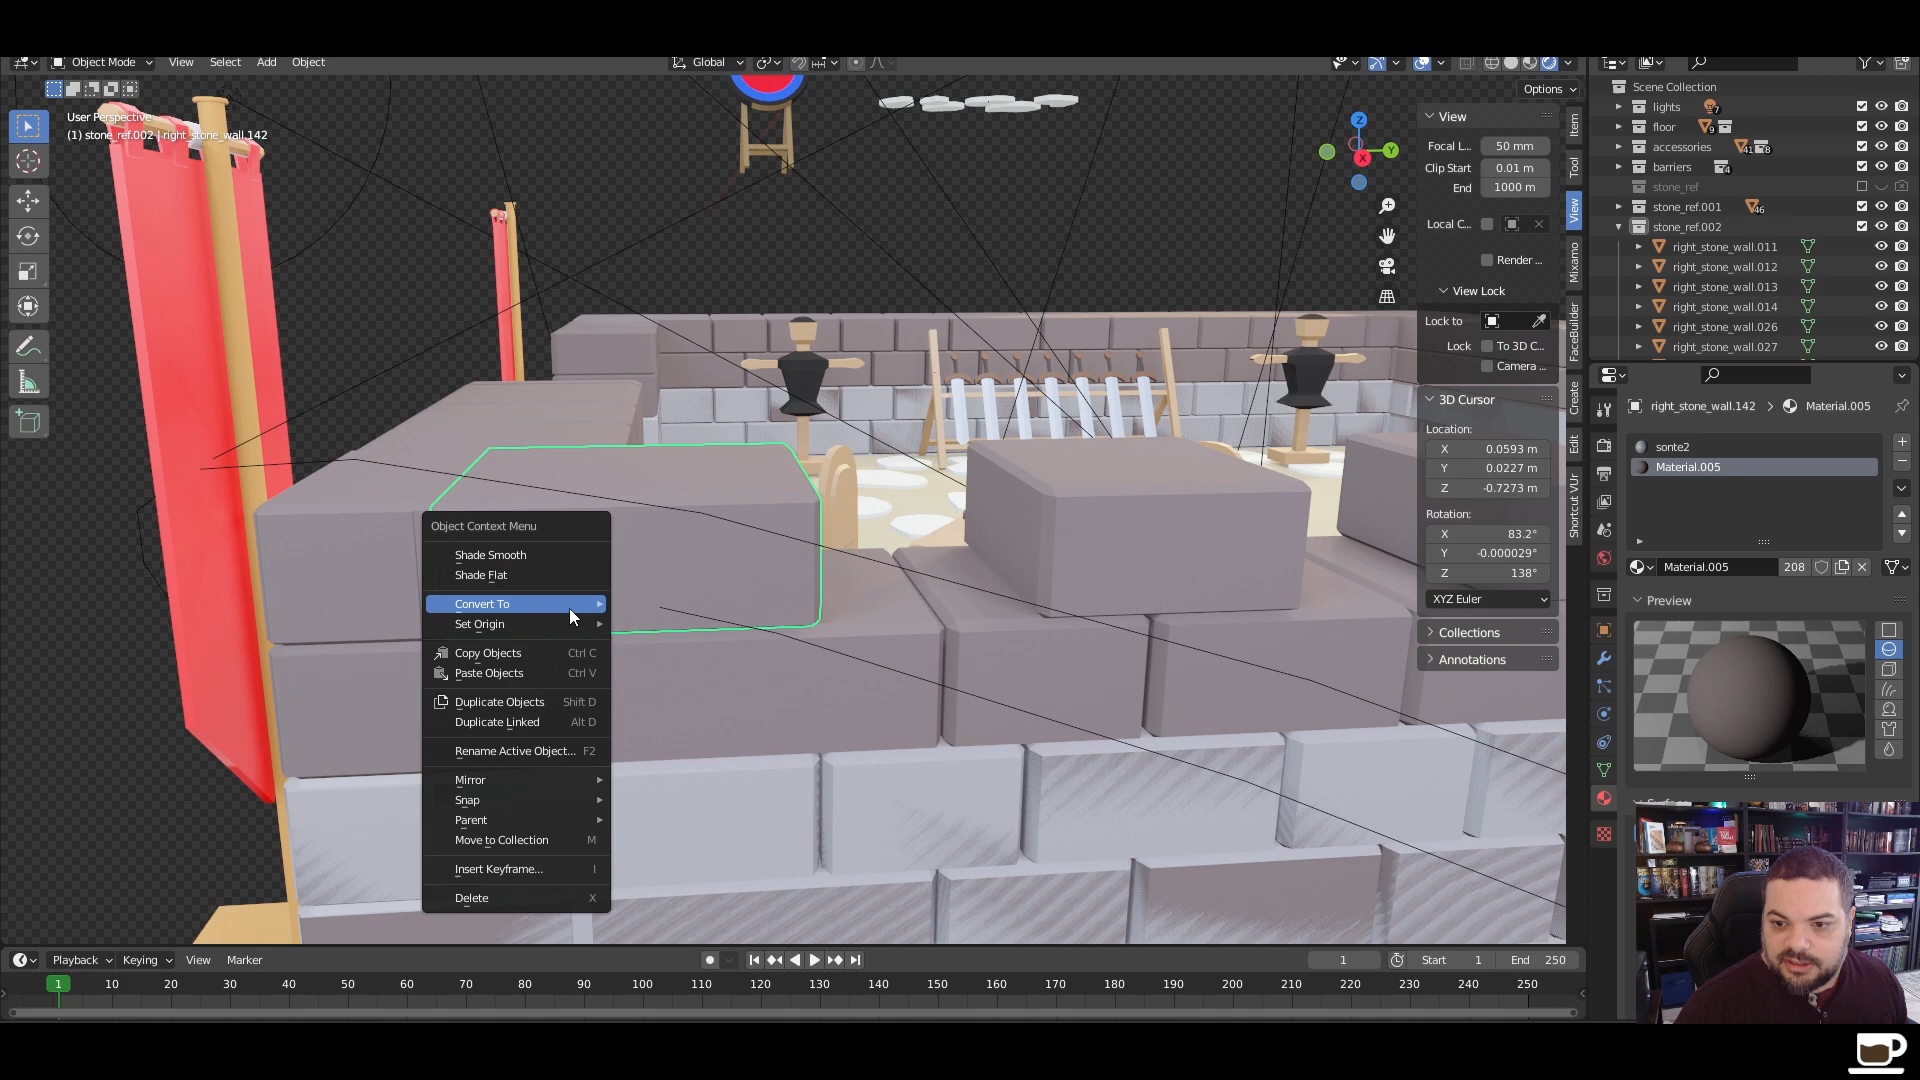 Object Mode
View
Select
Add
Object
Global
Options
User Perspective
(1) stone_ref.002 | right_stone_wall.142
Z
Y
X
View
Focal L...
50 mm
Clip Start
0.01 m
End
1000 m
Local C...
Render ...
View Lock
Lock to
Lock
To 3D C...
Camera ...
3D Cursor
Location:
X
0.0593 m
Y
0.0227 m
Z
-0.7273 m
Rotation:
X
83.2°
Y
-0.000029°
Z
138°
XYZ Euler
Collections
Annotations
Item
Tool
View
Mixamo
FaceBuilder
Create
Edit
Shortcut VUr
Object Context Menu
Shade Smooth
Shade Flat
Convert To
Set Origin
Copy Objects
Ctrl C
Paste Objects
Ctrl V
Duplicate Objects
Shift D
Duplicate Linked
Alt D
Rename Active Object...
F2
Mirror
Snap
Parent
Move to Collection
M
Insert Keyframe...
I
Delete
X
Scene Collection
lights
7
floor
9
accessories
41
8
barriers
4
stone_ref
stone_ref.001
46
stone_ref.002
right_stone_wall.011
right_stone_wall.012
right_stone_wall.013
right_stone_wall.014
right_stone_wall.026
right_stone_wall.027
right_stone_wall.142
Material.005
sonte2
Material.005
Material.005
208
Preview
Playback
Keying
View
Marker
1
Start
1
End
250
1
10
20
30
40
50
60
70
80
90
100
110
120
130
140
150
160
170
180
190
200
210
220
230
240
250